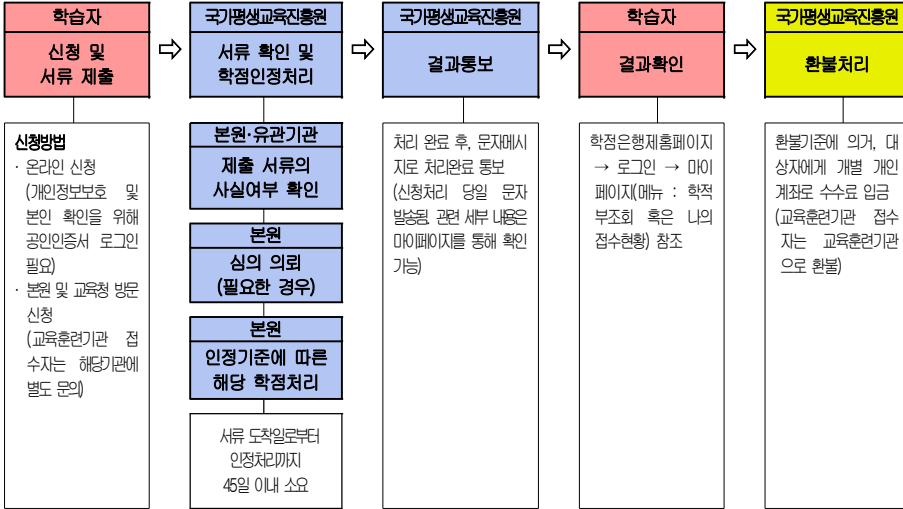 학습자
신청 및
서류 제출
신청방법
· 온라인 신청
(개인정보보호 및
본인 확인을 위해
공인인증서 로그인
필요)
· 본원 및 교육청 방문
신청
(교육훈련기관 접
수자는 해당기관에
별도 문의)
국가평생교육진흥원
서류 확인 및
학점인정처리
본원·유관기관
제출 서류의
사실여부 확인
본원
심의 의뢰
(필요한 경우)
본원
인정기준에 따른
해당 학점처리
서류 도착일로부터
인정처리까지
45일 이내 소요
국가평생교육진흥원
결과통보
처리 완료 후, 문자메시
지로 처리완료 통보
(신청처리 당일 문자
발송됨. 관련 세부 내용은
마이페이지를 통해 확인
가능)
학습자
결과확인
학점은행제홈페이지
→ 로그인 → 마이
페이지(메뉴 : 학적
부조회 혹은 나의
접수현황) 참조
국가평생교육진흥원
환불처리
환불기준에 의거, 대
상자에게 개별 개인
계좌로 수수료 입금
(교육훈련기관 접수
자는 교육훈련기관
으로 환불)